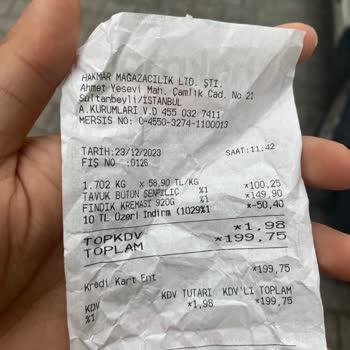 HAKMAR MAĞAZACILIK LTD. ŞTİ.
Ahmet Yesevi Mah. Çamlık Cad. No 21
Sultanbeyli/İSTANBUL
A.KURUMLARI V.D 455 032 7411
MERSIS NO: 0-4550-3274-1100013
TARİH:23/12/2023 SAAT:11:42
FİŞ NO :0126
1.702 KG x 58,90 TL/KG
TAVUK BÜTÜN ŞENPİLİÇ %1 *100,25
FINDIK KREMASI 920G %1 *149,90
10 TL Üzeri İndirim (1029%1 *-50,40
TOPKDV *1,98
TOPLAM *199,75
Kredi Kart Ent *199,75
KDV KDV TUTARI KDV'Lİ TOPLAM
%1 *1,98 *199,75